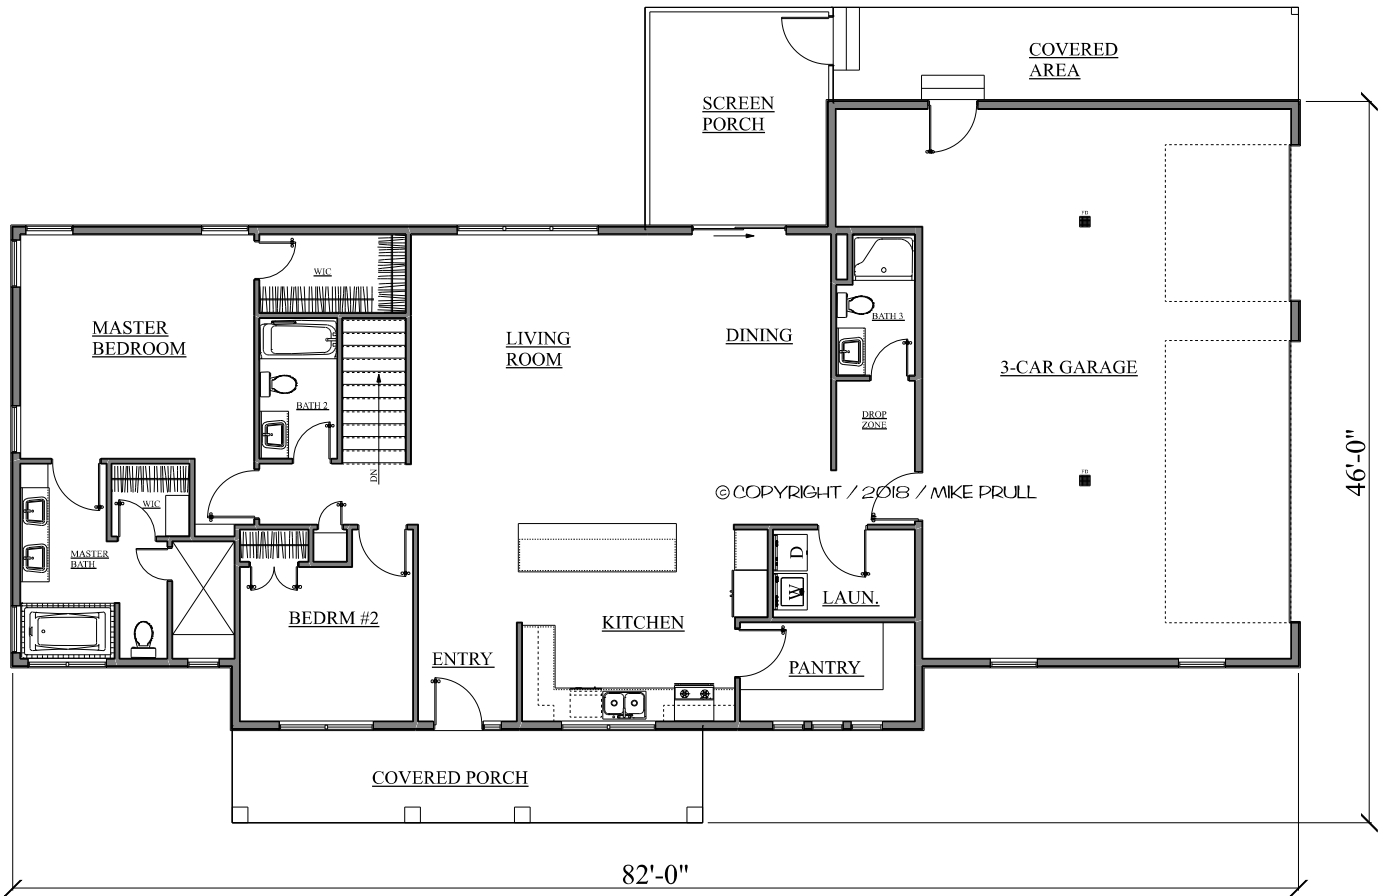 COVERED
AREA
SCREEN
PORCH
FD
WIC
MASTER
BEDROOM
LIVING
ROOM
DINING
BATH 3
3-CAR GARAGE
BATH 2
DROP
ZONE
46'-0"
DN
FD
© COPYRIGHT / 2018 / MIKE PRULL
WIC
MASTER
BATH
D
W
LAUN.
BEDRM #2
KITCHEN
ENTRY
PANTRY
COVERED PORCH
82'-0"